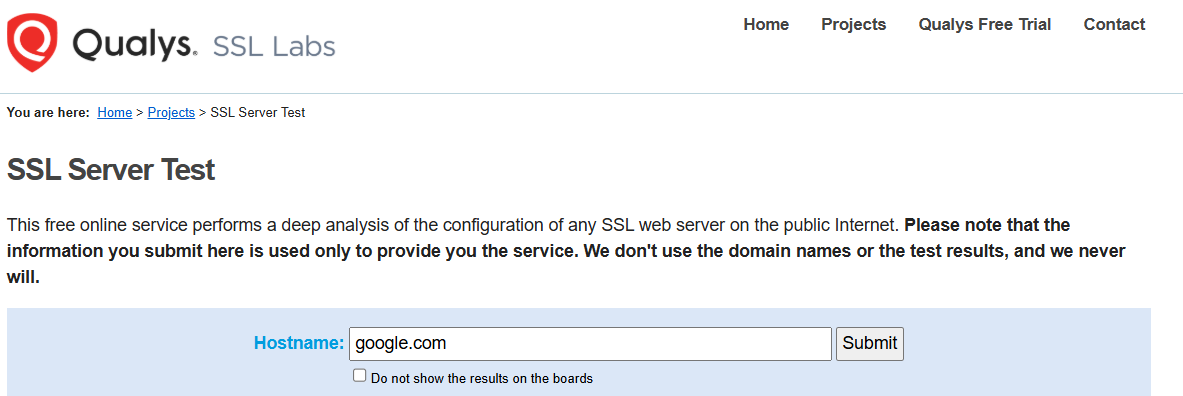 Qualys. SSL Labs
Home Projects Qualys Free Trial Contact
You are here: Home > Projects > SSL Server Test
SSL Server Test
This free online service performs a deep analysis of the configuration of any SSL web server on the public Internet. Please note that the
information you submit here is used only to provide you the service. We don't use the domain names or the test results, and we never
will.
Hostname: google.com Submit
Do not show the results on the boards